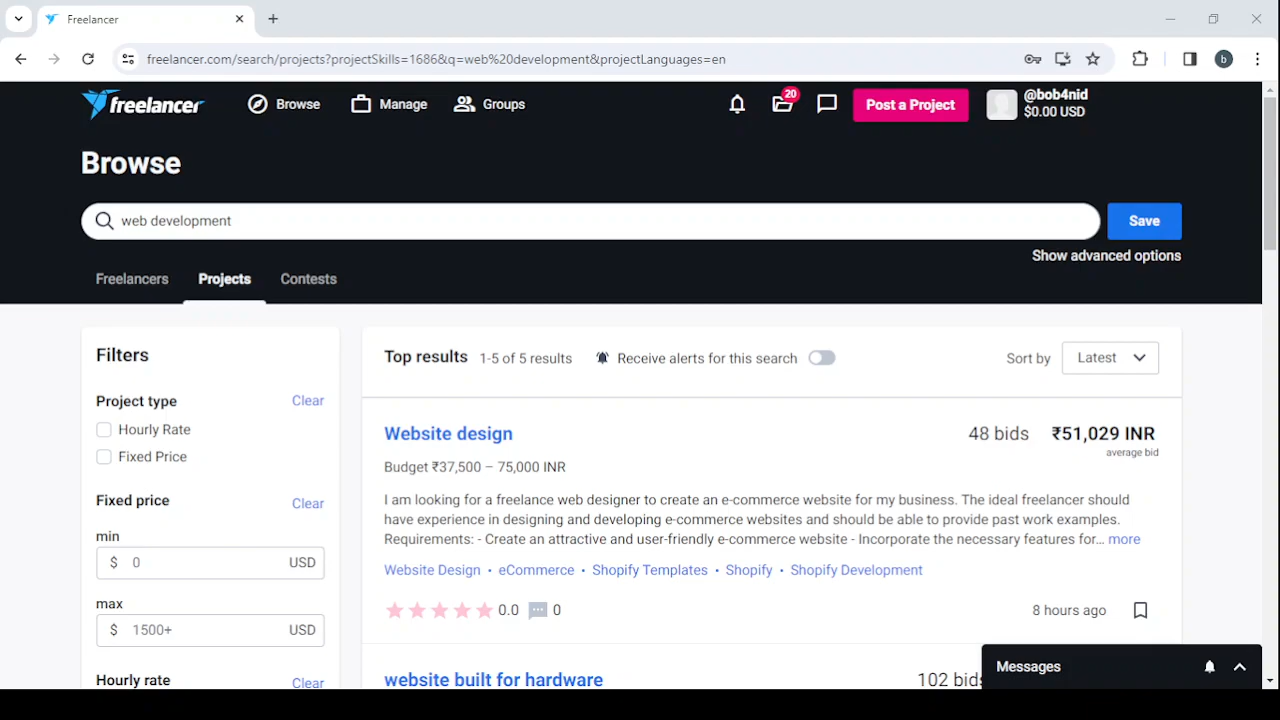 Freelancer
freelancer.com/search/projects?projectSkills=1686&q=web%20development&projectLanguages=en
b
freelancer
Browse
Manage
Groups
20
Post a Project
@bob4nid
$0.00 USD
Browse
web development
Save
Show advanced options
Freelancers
Projects
Contests
Filters
Project type
Clear
Hourly Rate
Fixed Price
Fixed price
Clear
min
$ 0 USD
max
$ 1500+ USD
Hourly rate
Clear
Top results
1-5 of 5 results
Receive alerts for this search
Sort by
Latest
Website design
48 bids
₹51,029 INR
average bid
Budget ₹37,500 – 75,000 INR
I am looking for a freelance web designer to create an e-commerce website for my business. The ideal freelancer should
have experience in designing and developing e-commerce websites and should be able to provide past work examples.
Requirements: - Create an attractive and user-friendly e-commerce website - Incorporate the necessary features for... more
Website Design • eCommerce • Shopify Templates • Shopify • Shopify Development
0.0
0
8 hours ago
website built for hardware
102 bids
Messages